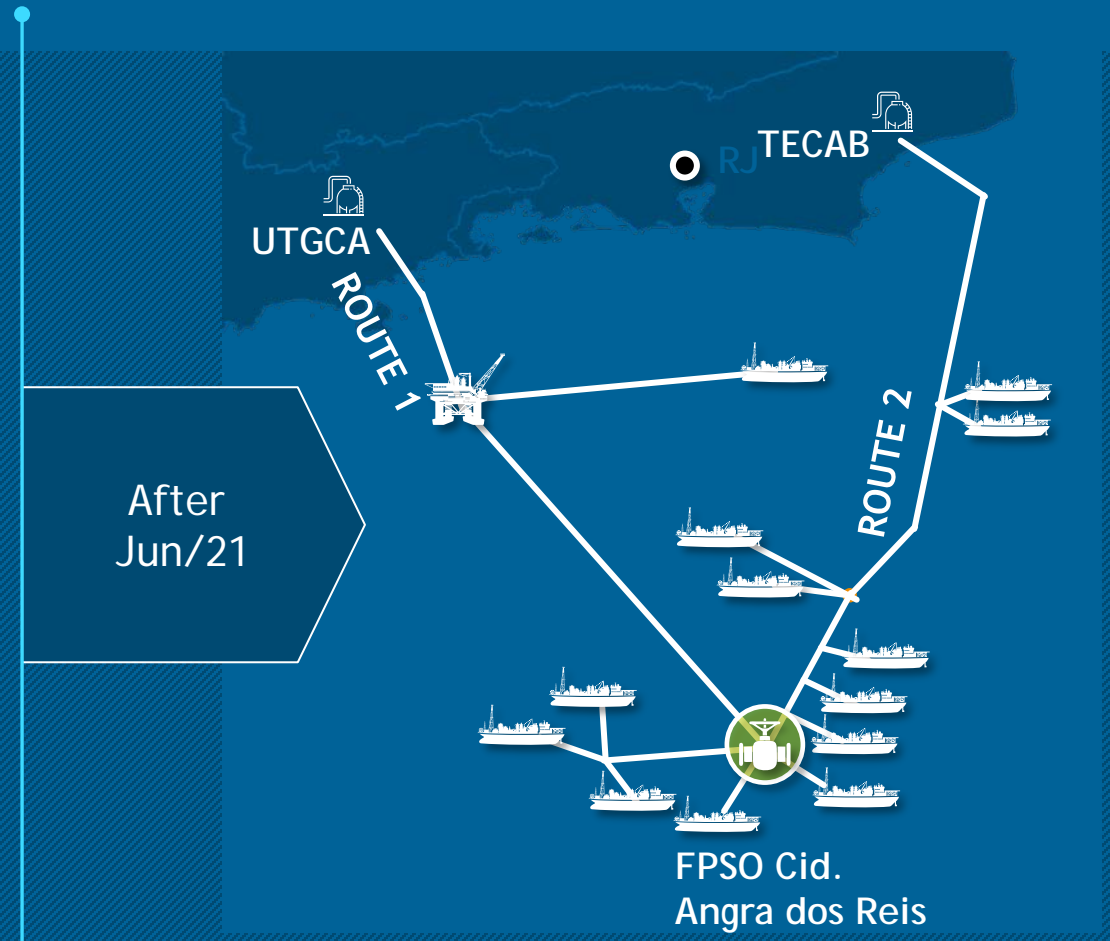 TECAB
RJ
UTGCA
ROUTE 1
ROUTE 2
After
Jun/21
FPSO Cid.
Angra dos Reis